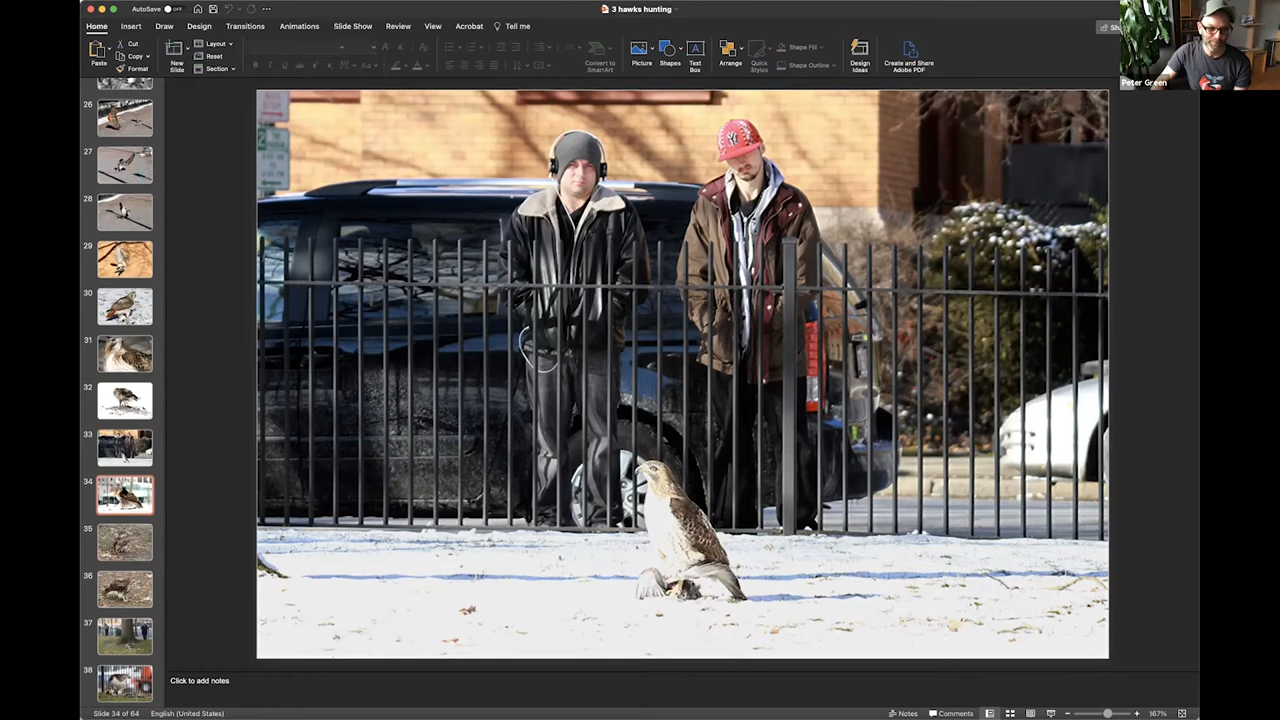 AutoSave OFF
3 hawks hunting
Home Insert Draw Design Transitions Animations Slide Show Review View Acrobat Tell me
Paste
Cut
Copy
Format
New Slide
Layout
Reset
Section
Convert to SmartArt
Picture
Shapes
Text Box
Arrange
Quick Styles
Shape Fill
Shape Outline
Design Ideas
Create and Share Adobe PDF
Peter Green
26
27
28
29
30
31
32
33
34
35
36
37
38
Click to add notes
Slide 34 of 64 English (United States) Notes Comments 167%